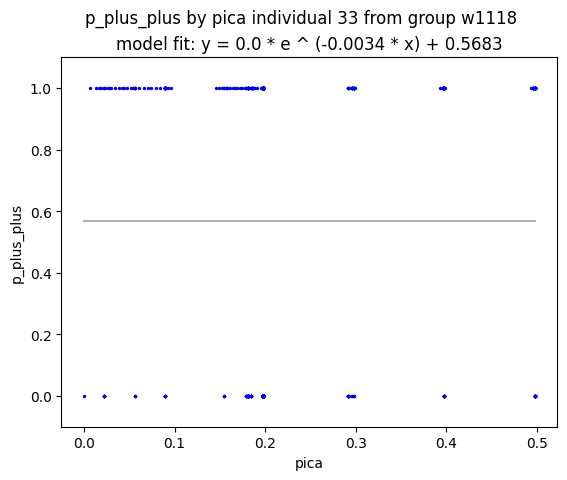 p_plus_plus by pica individual 33 from group w1118
model fit: y = 0.0 * e ^ (-0.0034 * x) + 0.5683
p_plus_plus
1.0
0.8
0.6
0.4
0.2
0.0
0.0 0.1 0.2 0.3 0.4 0.5
pica